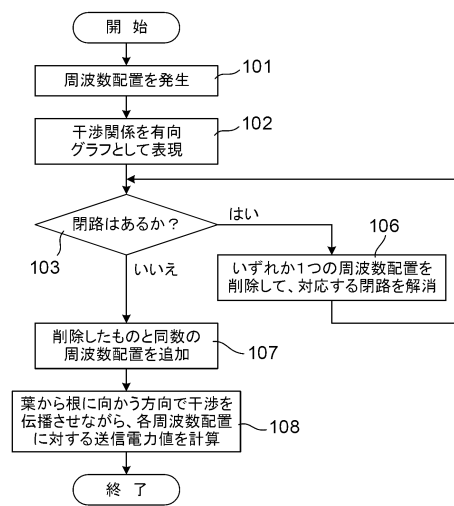 開 始
周波数配置を発生
101
干渉関係を有向
グラフとして表現
102
閉路はあるか？
103
はい
いいえ
106
いずれか１つの周波数配置を
削除して、対応する閉路を解消
削除したものと同数の
周波数配置を追加
107
葉から根に向かう方向で干渉を
伝播させながら、各周波数配置
に対する送信電力値を計算
108
終 了